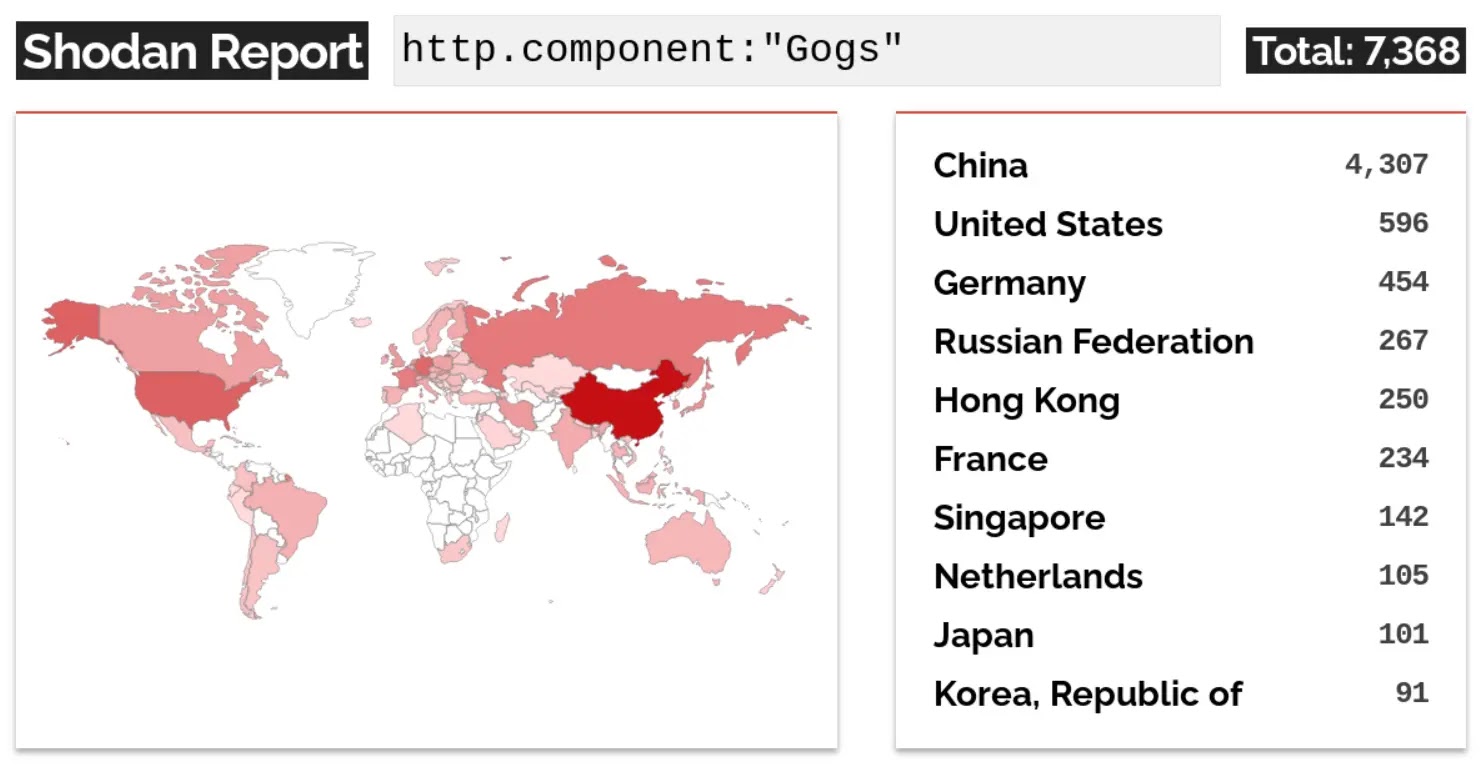 Shodan Report http.component:"Gogs" Total: 7,368
China 4,307
United States 596
Germany 454
Russian Federation 267
Hong Kong 250
France 234
Singapore 142
Netherlands 105
Japan 101
Korea, Republic of 91